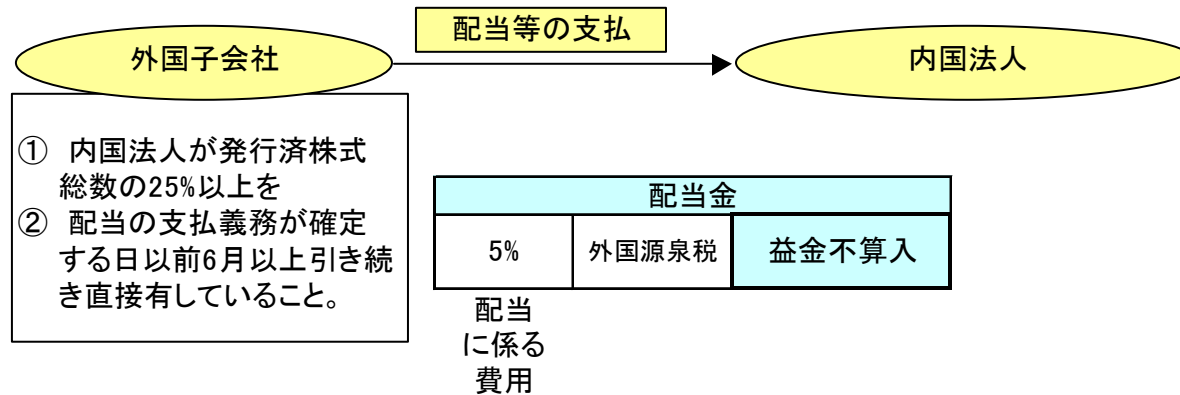 配当等の支払
外国子会社
内国法人
① 内国法人が発行済株式
総数の25%以上を
② 配当の支払義務が確定
する日以前6月以上引き続
き直接有していること。
配当金
5%
外国源泉税
益金不算入
配当
に係る
費用